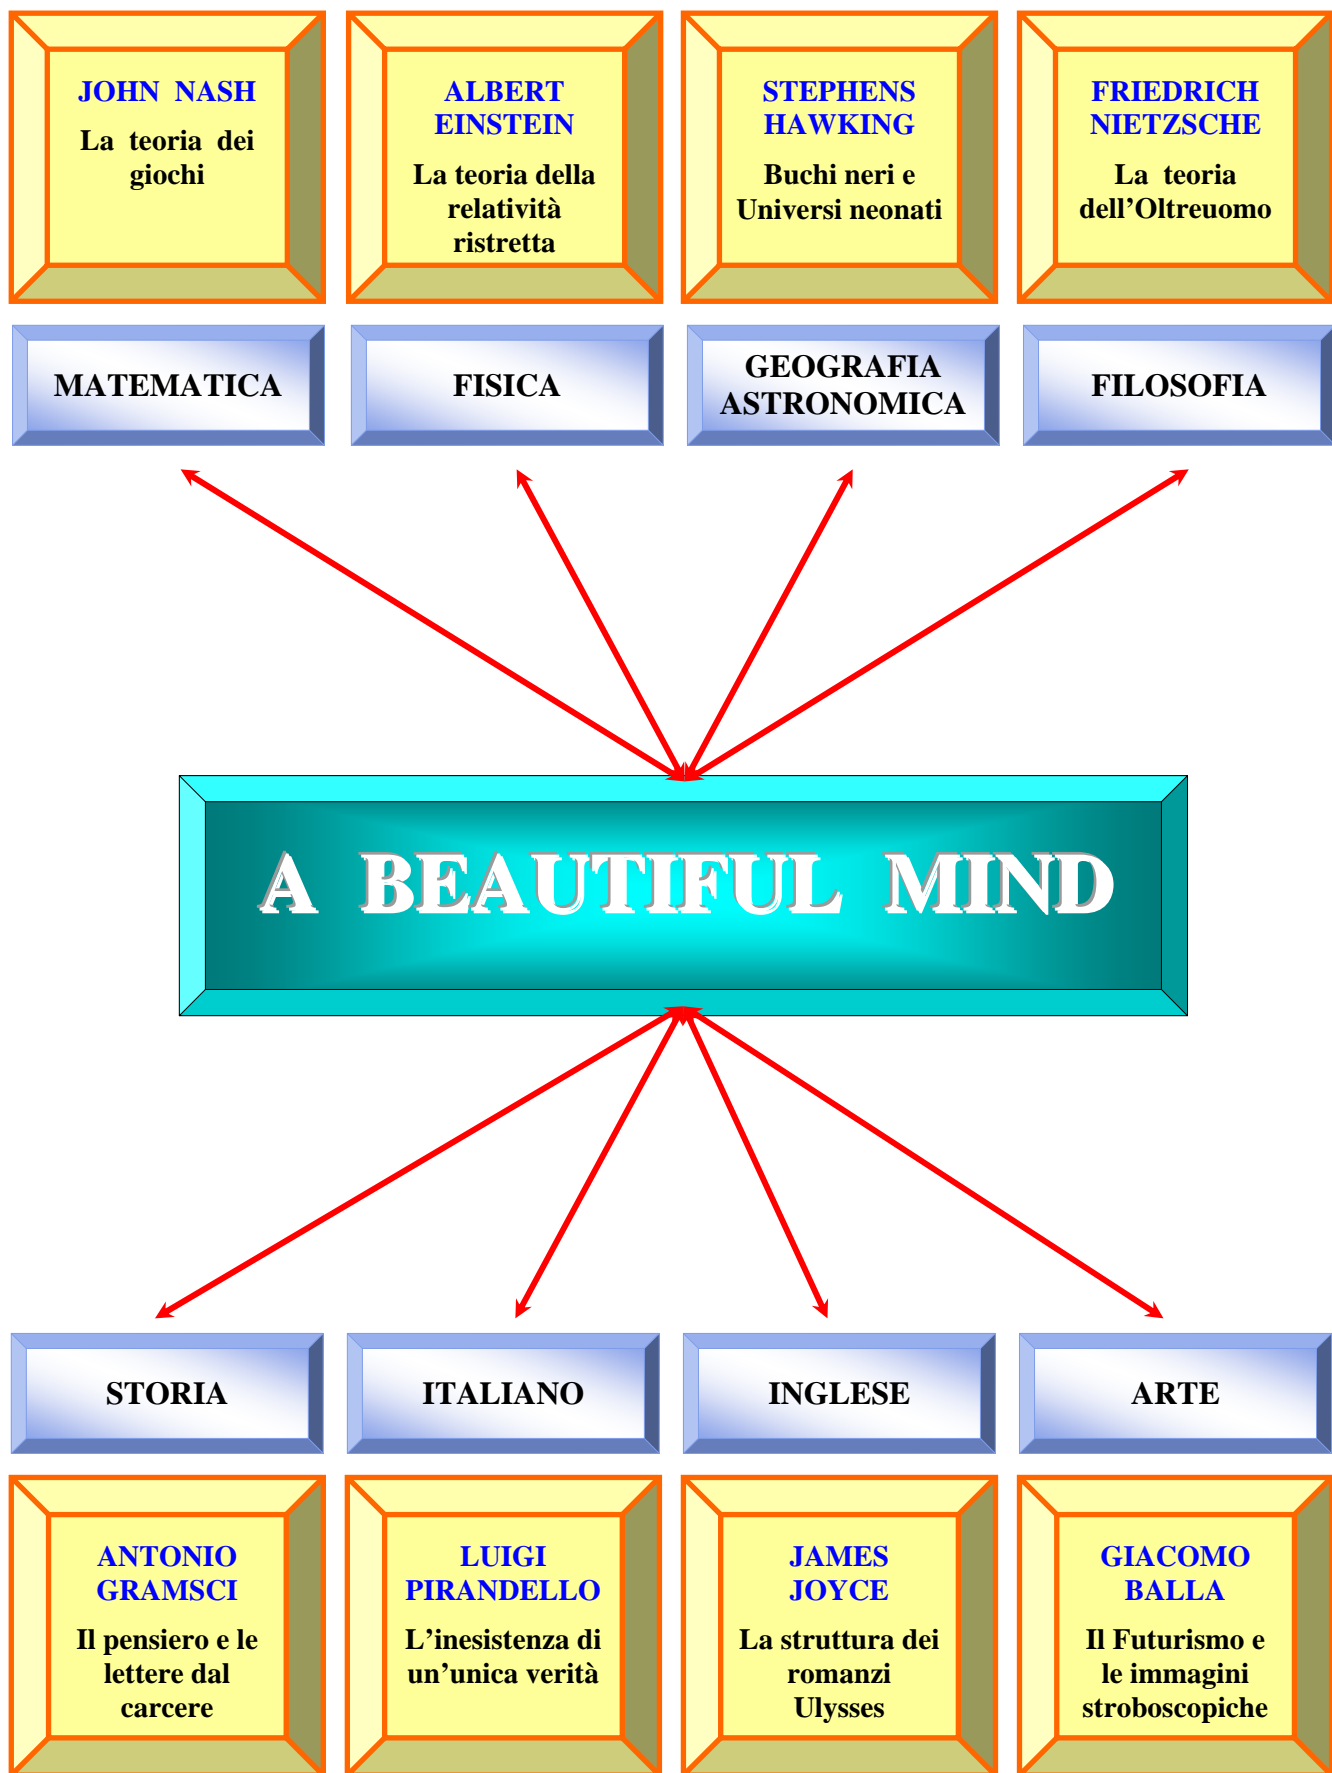 JOHN NASH
La teoria dei
giochi
ALBERT
EINSTEIN
La teoria della
relatività
ristretta
STEPHENS
HAWKING
Buchi neri e
Universi neonati
FRIEDRICH
NIETZSCHE
La teoria
dell’Oltreuomo
MATEMATICA
FISICA
GEOGRAFIA
ASTRONOMICA
FILOSOFIA
A BEAUTIFUL MIND
STORIA
ITALIANO
INGLESE
ARTE
ANTONIO
GRAMSCI
Il pensiero e le
lettere dal
carcere
LUIGI
PIRANDELLO
L’inesistenza di
un’unica verità
JAMES
JOYCE
La struttura dei
romanzi
Ulysses
GIACOMO
BALLA
Il Futurismo e
le immagini
stroboscopiche